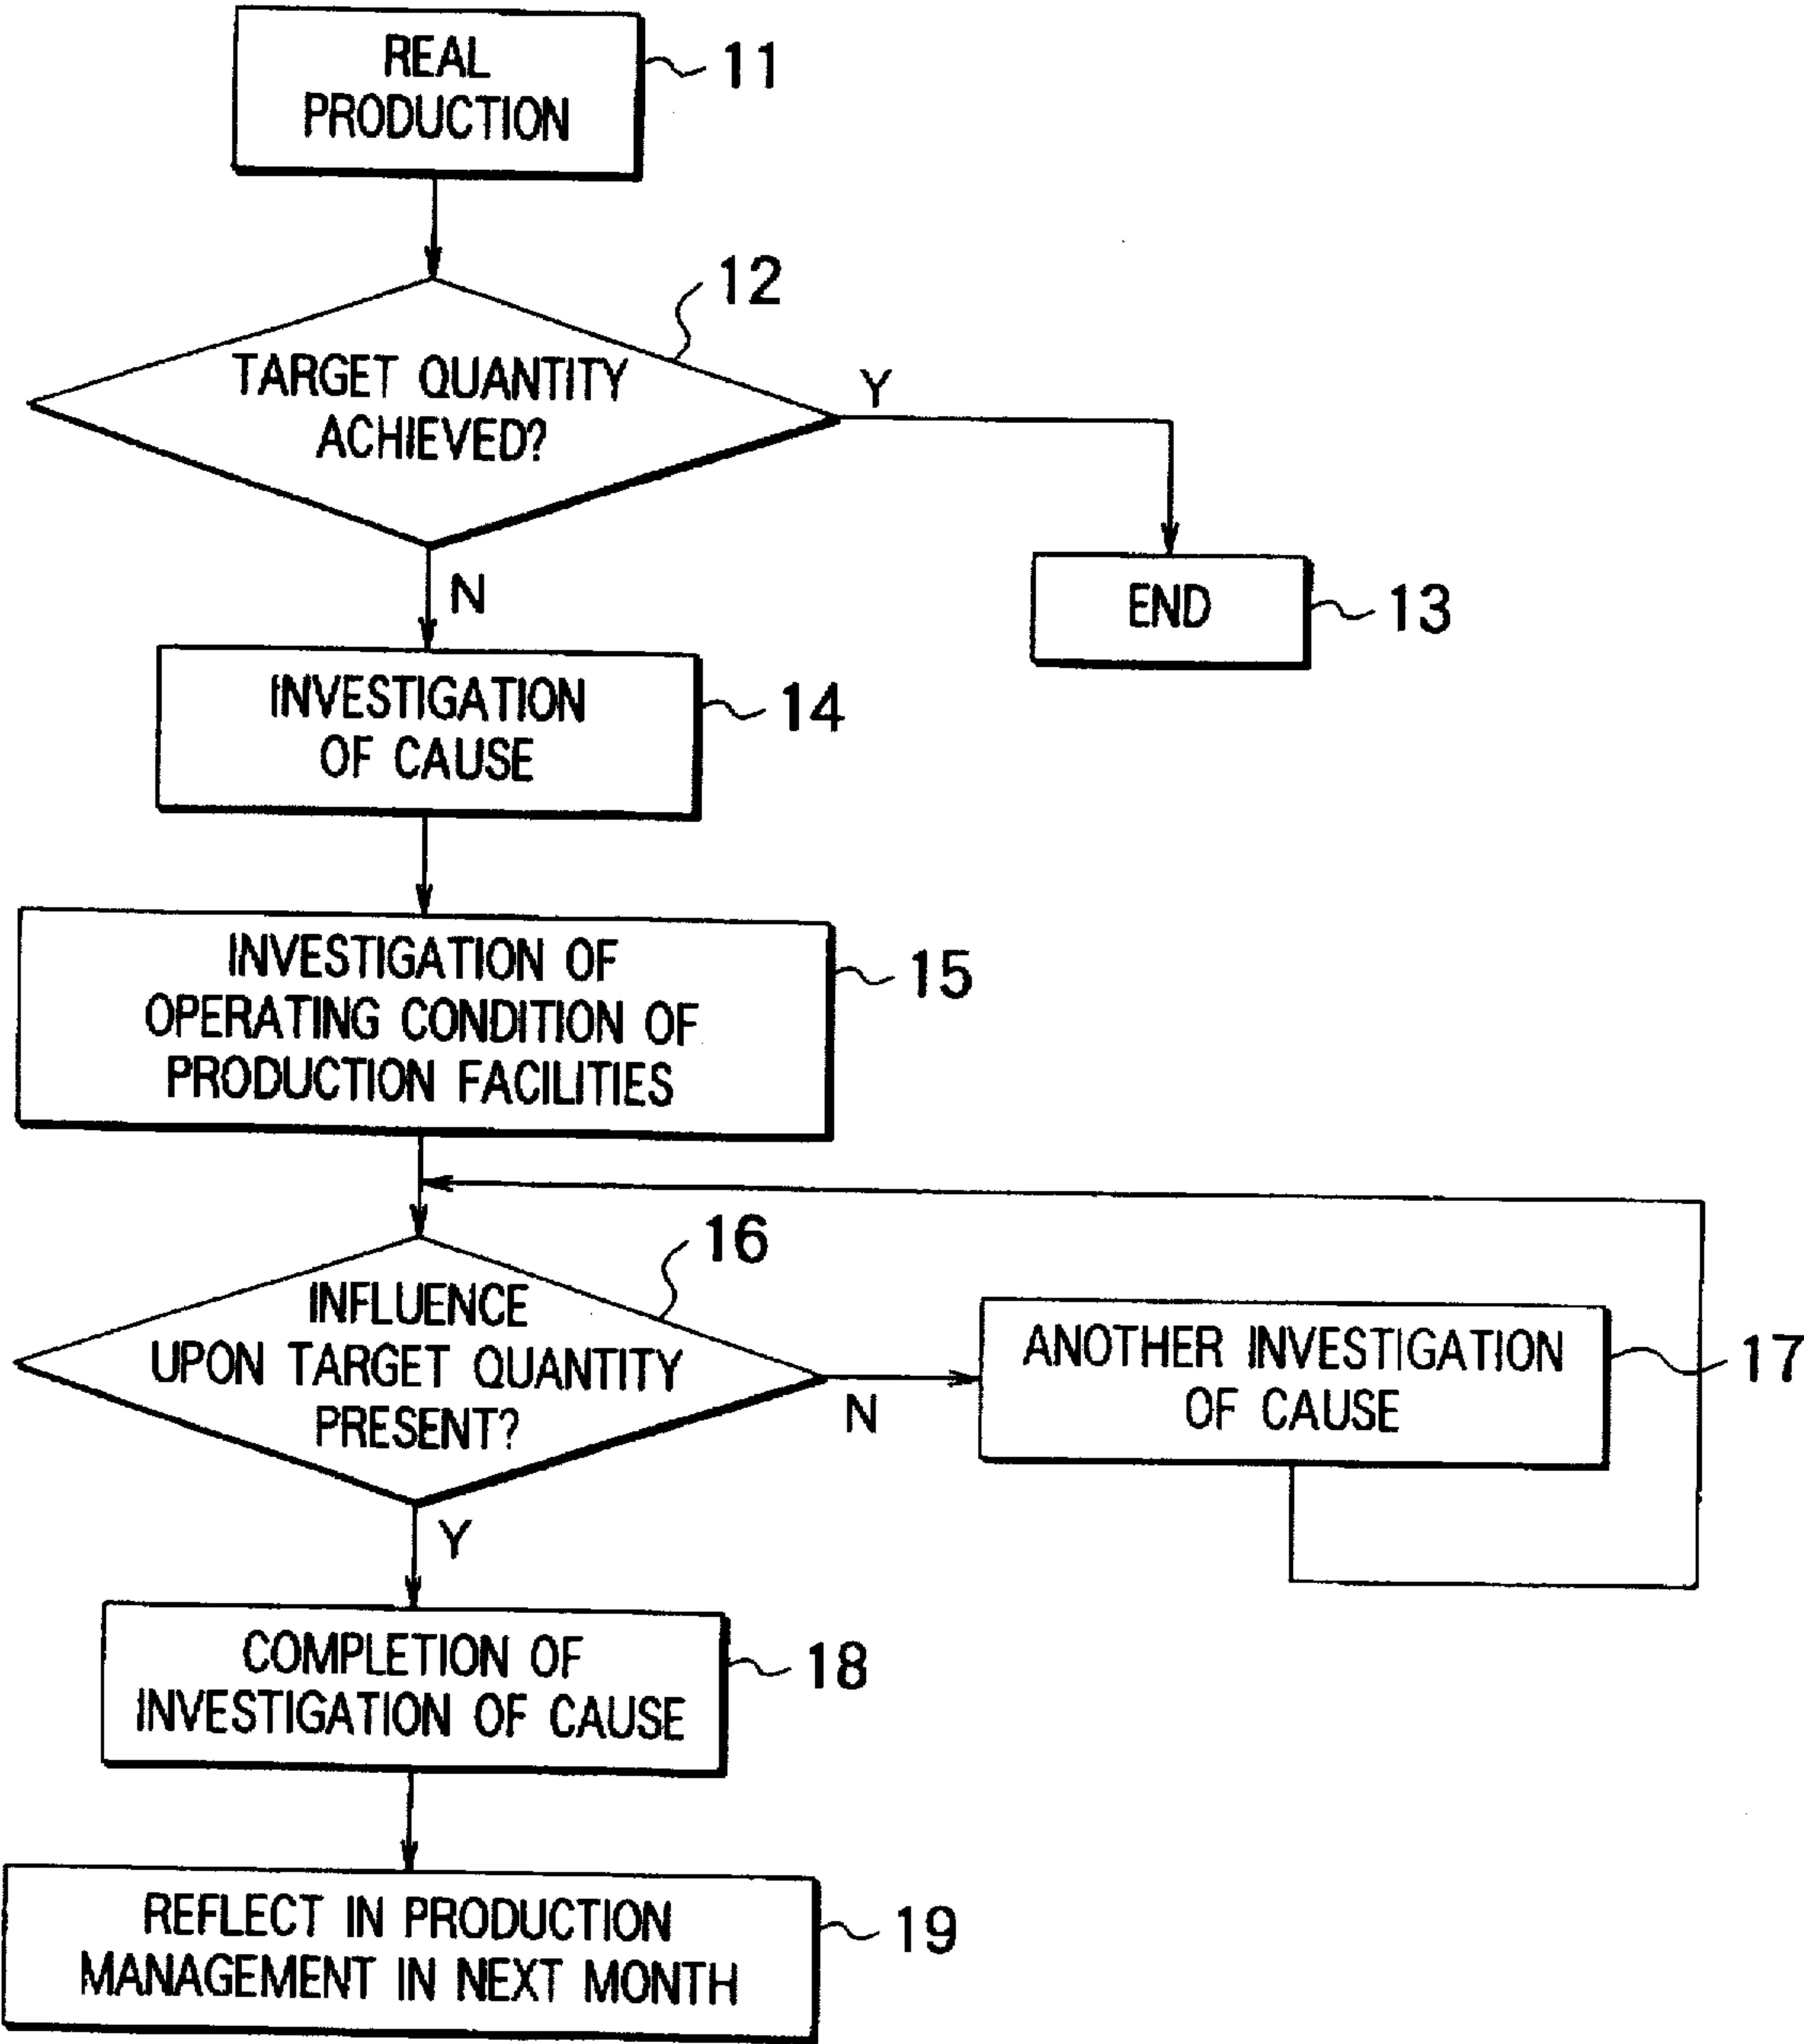 REAL
PRODUCTION
11
12
TARGET QUANTITY
ACHIEVED?
Y
N
END
13
INVESTIGATION
OF CAUSE
14
INVESTIGATION OF
OPERATING CONDITION OF
PRODUCTION FACILITIES
15
16
INFLUENCE
UPON TARGET QUANTITY
PRESENT?
N
ANOTHER INVESTIGATION
OF CAUSE
17
Y
COMPLETION OF
INVESTIGATION OF CAUSE
18
REFLECT IN PRODUCTION
MANAGEMENT IN NEXT MONTH
19